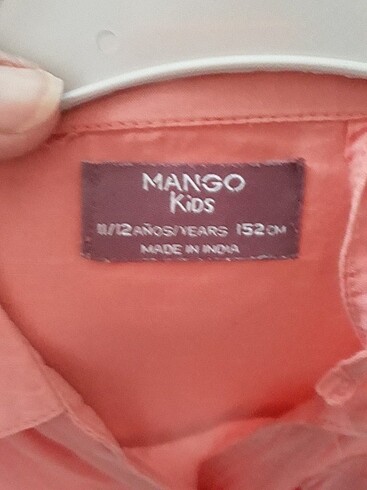 MANGO
Kids
11/12 AÑOS/YEARS 152 CM
MADE IN INDIA